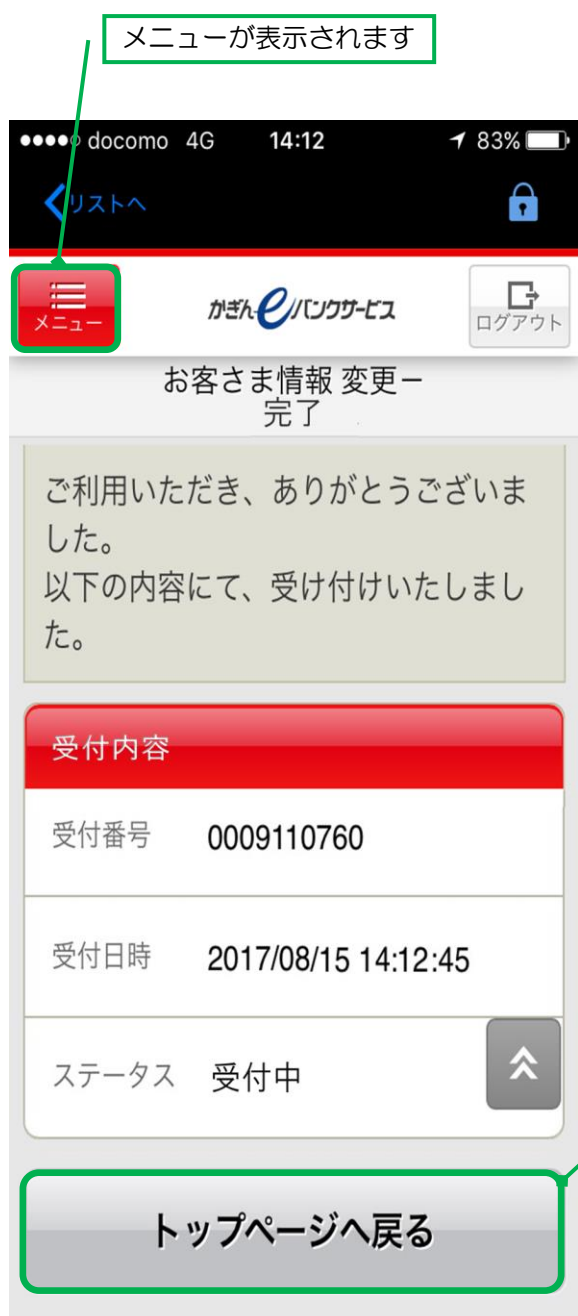 メニューが表示されます
docomo 4G 14:12 83%
リストへ
メニュー
かぎんeバンクサービス
ログアウト
お客さま情報 変更ー
完了
ご利用いただき、ありがとうございま
した。
以下の内容にて、受け付けいたしまし
た。
受付内容
受付番号 0009110760
受付日時 2017/08/15 14:12:45
ステータス 受付中
トップページへ戻る